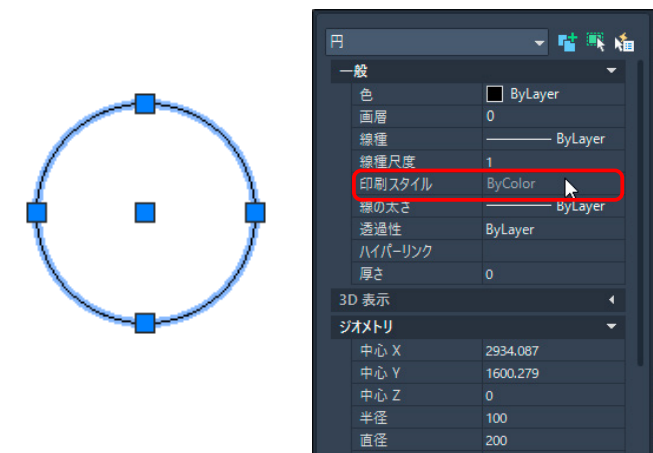 円
一般
色 ByLayer
画層 0
線種 ByLayer
線種尺度 1
印刷スタイル ByColor
線の太さ ByLayer
透過性 ByLayer
ハイパーリンク
厚さ 0
3D 表示
ジオメトリ
中心 X 2934.087
中心 Y 1600.279
中心 Z 0
半径 100
直径 200